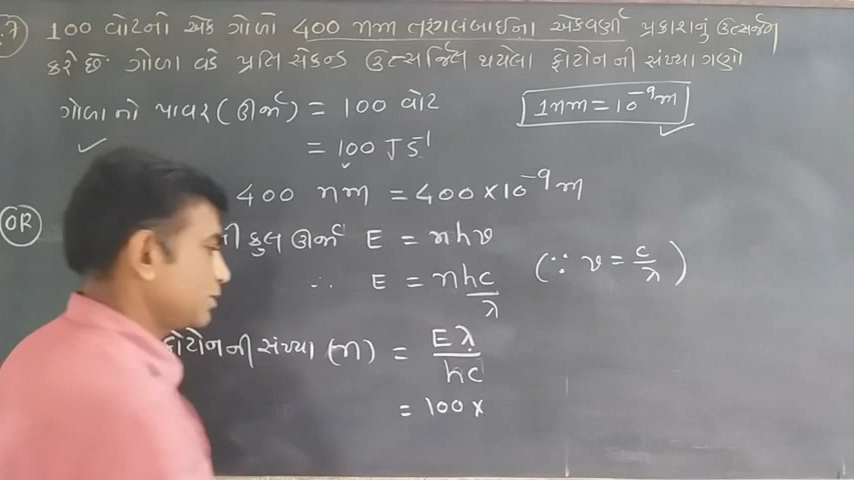 .7 100 વોટનો એક ગોળો 400 nm તરંગલંબાઈના એકવર્ણી પ્રકાશનું ઉત્સર્જન
કરે છે. ગોળા વડે પ્રતિ સેકન્ડ ઉત્સર્જિત થયેલા ફોટોન ની સંખ્યા ગણો
ગોળા નો પાવર (ઊર્જા) = 100 વોટ
1nm = 10⁻⁹m
= 100 J S⁻¹
400 nm = 400 × 10⁻⁹ m
OR
ની કુલ ઊર્જા E = nhν
∴ E = nhc/λ (∵ ν = c/λ)
ફોટોન ની સંખ્યા (n) = Eλ/hc
= 100 ×